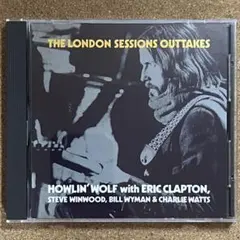 THE LONDON SESSIONS OUTTAKES
HOWLIN' WOLF with ERIC CLAPTON,
STEVE WINWOOD, BILL WYMAN & CHARLIE WATTS